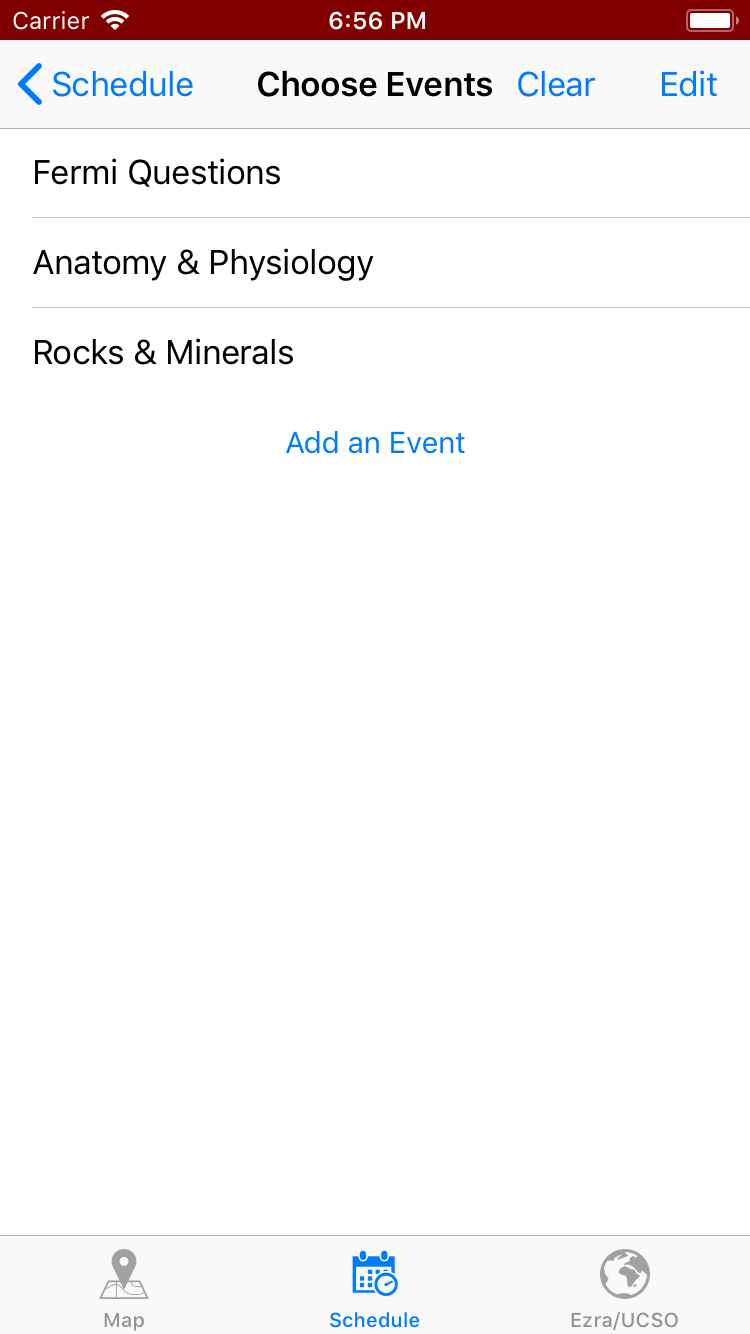 Carrier 6:56 PM
Schedule Choose Events Clear Edit
Fermi Questions
Anatomy & Physiology
Rocks & Minerals
Add an Event
Map Schedule Ezra/UCSO